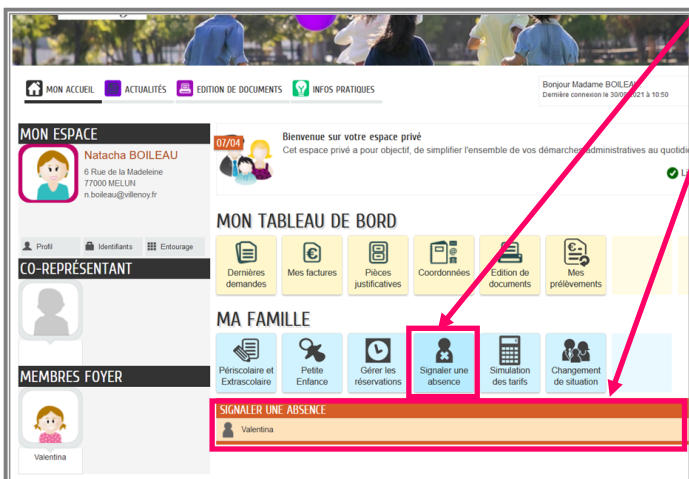 MON ACCUEIL
ACTUALITÉS
EDITION DE DOCUMENTS
INFOS PRATIQUES
Bonjour Madame BOILEAU
Dernière connexion le 30/09/2021 à 10:50
MON ESPACE
Natacha BOILEAU
6 Rue de la Madeleine
77000 MELUN
n.boileau@villenoy.fr
Profil
Identifiants
Entourage
CO-REPRÉSENTANT
MEMBRES FOYER
Valentina
07/04
Bienvenue sur votre espace privé
Cet espace privé a pour objectif, de simplifier l'ensemble de vos démarches administratives au quotidie
MON TABLEAU DE BORD
Dernières
demandes
Mes factures
Pièces
justificatives
Coordonnées
Edition de
documents
Mes
prélèvements
MA FAMILLE
Périscolaire et
Extrascolaire
Petite
Enfance
Gérer les
réservations
Signaler une
absence
Simulation
des tarifs
Changement
de situation
SIGNALER UNE ABSENCE
Valentina